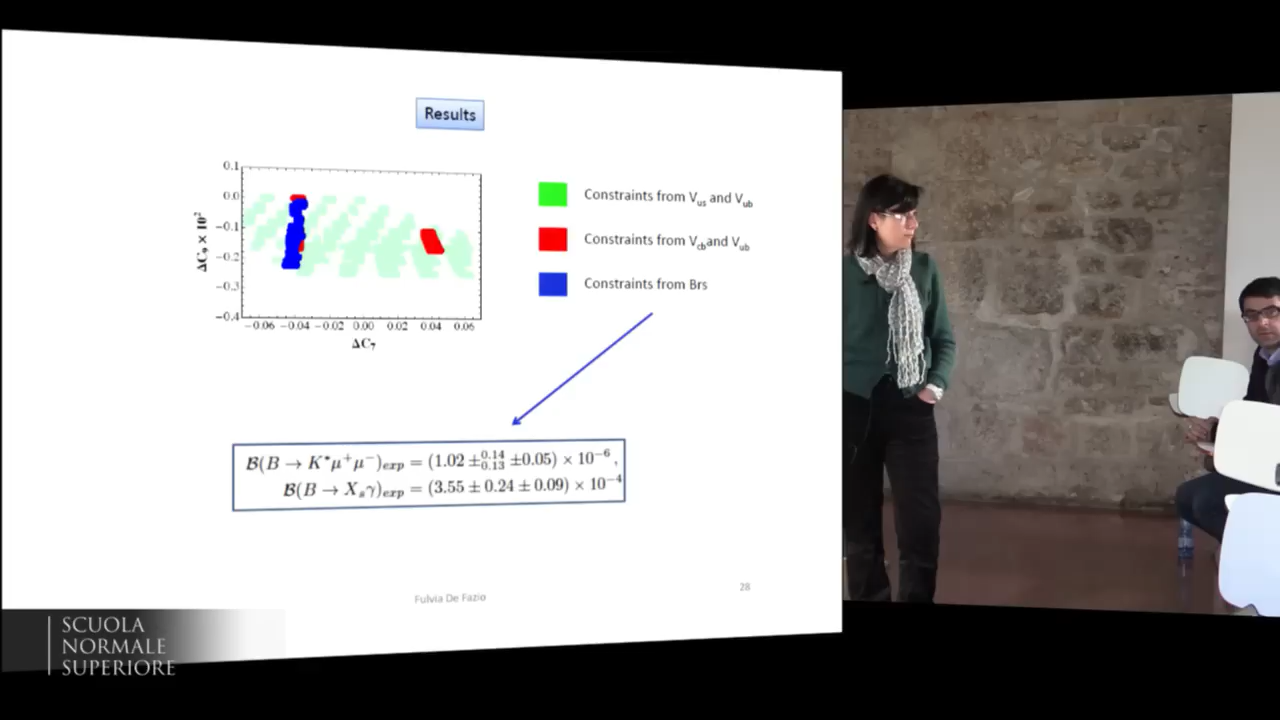 Results
0.1
0.0
−0.1
−0.2
−0.3
−0.4
ΔC₉ × 10²
−0.06 −0.04 −0.02 0.00 0.02 0.04 0.06
ΔC₇
Constraints from V_us and V_ub
Constraints from V_cb and V_ub
Constraints from Brs
𝓑(B → K*μ⁺μ⁻)_exp = (1.02 ±^0.14_0.13 ±0.05) × 10⁻⁶,
𝓑(B → X_s γ)_exp = (3.55 ± 0.24 ± 0.09) × 10⁻⁴
Fulvia De Fazio
28
SCUOLA
NORMALE
SUPERIORE